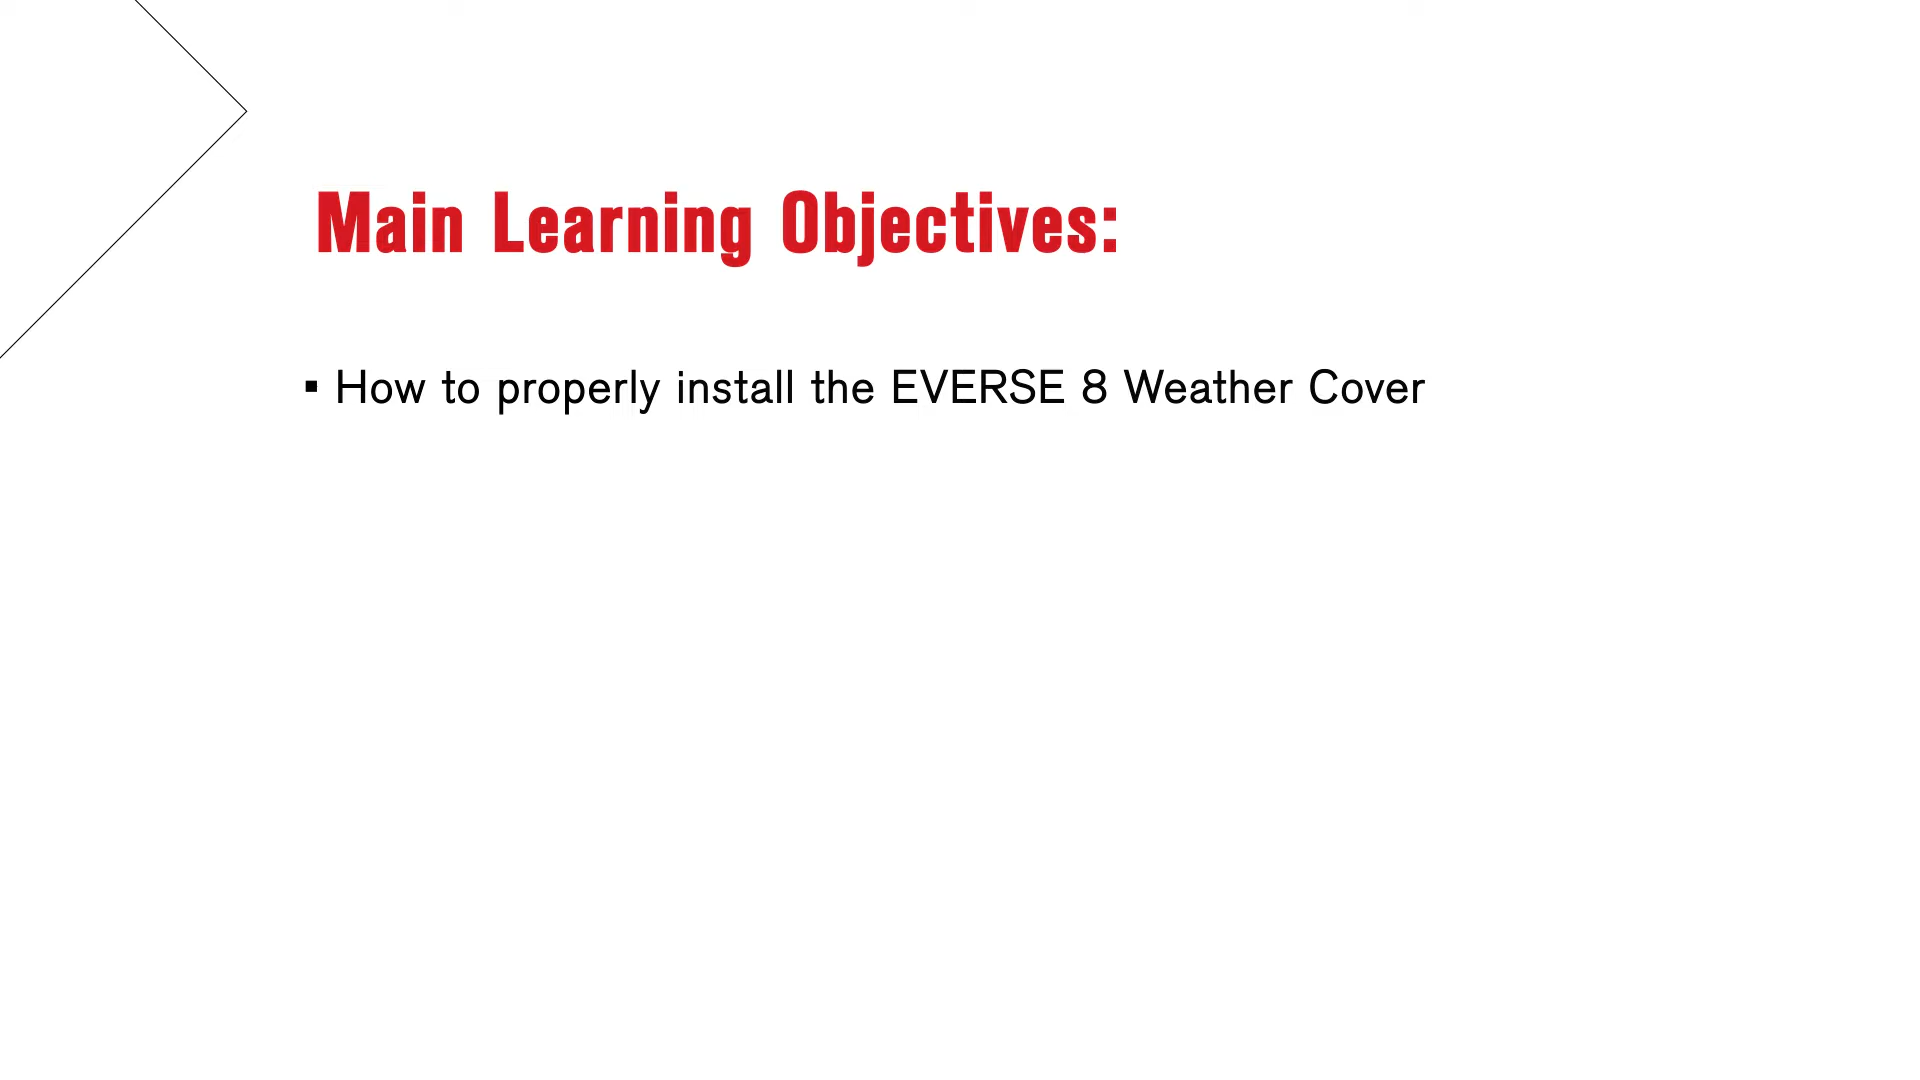 Main Learning Objectives:
▪ How to properly install the EVERSE 8 Weather Cover